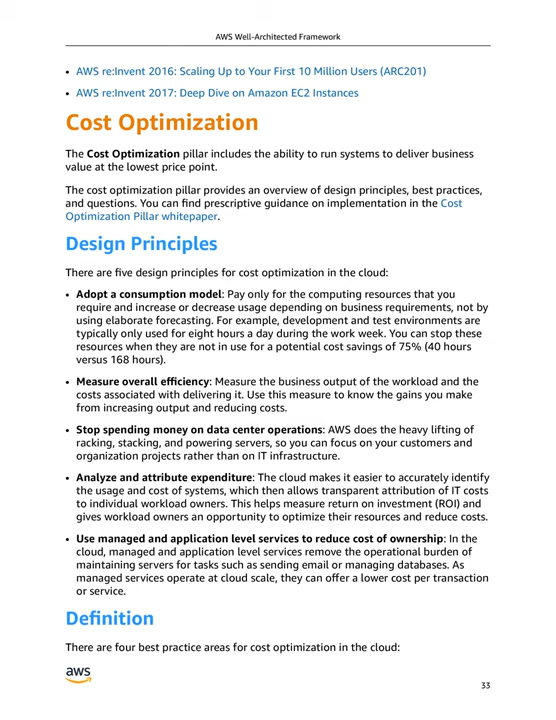 AWS Well-Architected Framework
• AWS re:Invent 2016: Scaling Up to Your First 10 Million Users (ARC201)
• AWS re:Invent 2017: Deep Dive on Amazon EC2 Instances
Cost Optimization
The Cost Optimization pillar includes the ability to run systems to deliver business
value at the lowest price point.
The cost optimization pillar provides an overview of design principles, best practices,
and questions. You can find prescriptive guidance on implementation in the Cost
Optimization Pillar whitepaper.
Design Principles
There are five design principles for cost optimization in the cloud:
• Adopt a consumption model: Pay only for the computing resources that you
require and increase or decrease usage depending on business requirements, not by
using elaborate forecasting. For example, development and test environments are
typically only used for eight hours a day during the work week. You can stop these
resources when they are not in use for a potential cost savings of 75% (40 hours
versus 168 hours).
• Measure overall efficiency: Measure the business output of the workload and the
costs associated with delivering it. Use this measure to know the gains you make
from increasing output and reducing costs.
• Stop spending money on data center operations: AWS does the heavy lifting of
racking, stacking, and powering servers, so you can focus on your customers and
organization projects rather than on IT infrastructure.
• Analyze and attribute expenditure: The cloud makes it easier to accurately identify
the usage and cost of systems, which then allows transparent attribution of IT costs
to individual workload owners. This helps measure return on investment (ROI) and
gives workload owners an opportunity to optimize their resources and reduce costs.
• Use managed and application level services to reduce cost of ownership: In the
cloud, managed and application level services remove the operational burden of
maintaining servers for tasks such as sending email or managing databases. As
managed services operate at cloud scale, they can offer a lower cost per transaction
or service.
Definition
There are four best practice areas for cost optimization in the cloud:
aws
33